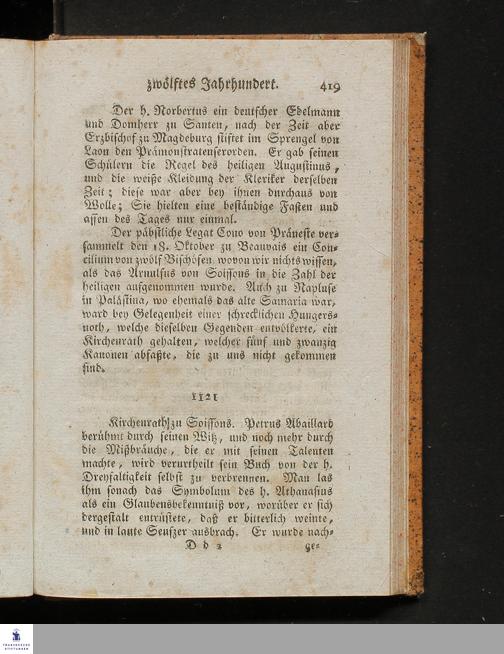 zwölftes Jahrhundert. 419
Der h. Norbertus ein deutscher Edelmann
und Domherr zu Santen, nach der Zeit aber
Erzbischof zu Magdeburg stiftet im Sprengel von
Laon den Prämonstratenserorden. Er gab seinen
Schülern die Regel des heiligen Augustinus,
und die weiße Kleidung der Kleriker derselben
Zeit; diese war aber bey ihnen durchaus von
Wolle; Sie hielten eine beständige Fasten und
assen des Tages nur einmal.
Der päbstliche Legat Cono von Präneste ver-
sammelt den 18. Oktober zu Beauvais ein Con-
cilium von zwölf Bischöfen, wovon wir nichts wissen,
als das Arnulfus von Soissons in die Zahl der
heiligen aufgenommen wurde. Auch zu Napluse
in Palästina, wo ehemals das alte Samaria war,
ward bey Gelegenheit einer schrecklichen Hungers-
noth, welche dieselben Gegenden entvölkerte, ein
Kirchenrath gehalten, welcher fünf und zwanzig
Kanonen abfaßte, die zu uns nicht gekommen
sind.
1121
Kirchenrath zu Soissons. Petrus Abaillard
berühmt durch seinen Witz, und noch mehr durch
die Mißbräuche, die er mit seinen Talenten
machte, wird verurtheilt sein Buch von der h.
Dreyfaltigkeit selbst zu verbrennen. Man las
ihm sonach das Symbolum des h. Athanasius
als ein Glaubensbekenntniß vor, worüber er sich
dergestalt entrüstete, daß er bitterlich weinte,
und in laute Seufzer ausbrach. Er wurde nach-
D d 2 ge-
FRANCKESCHE
STIFTUNGEN